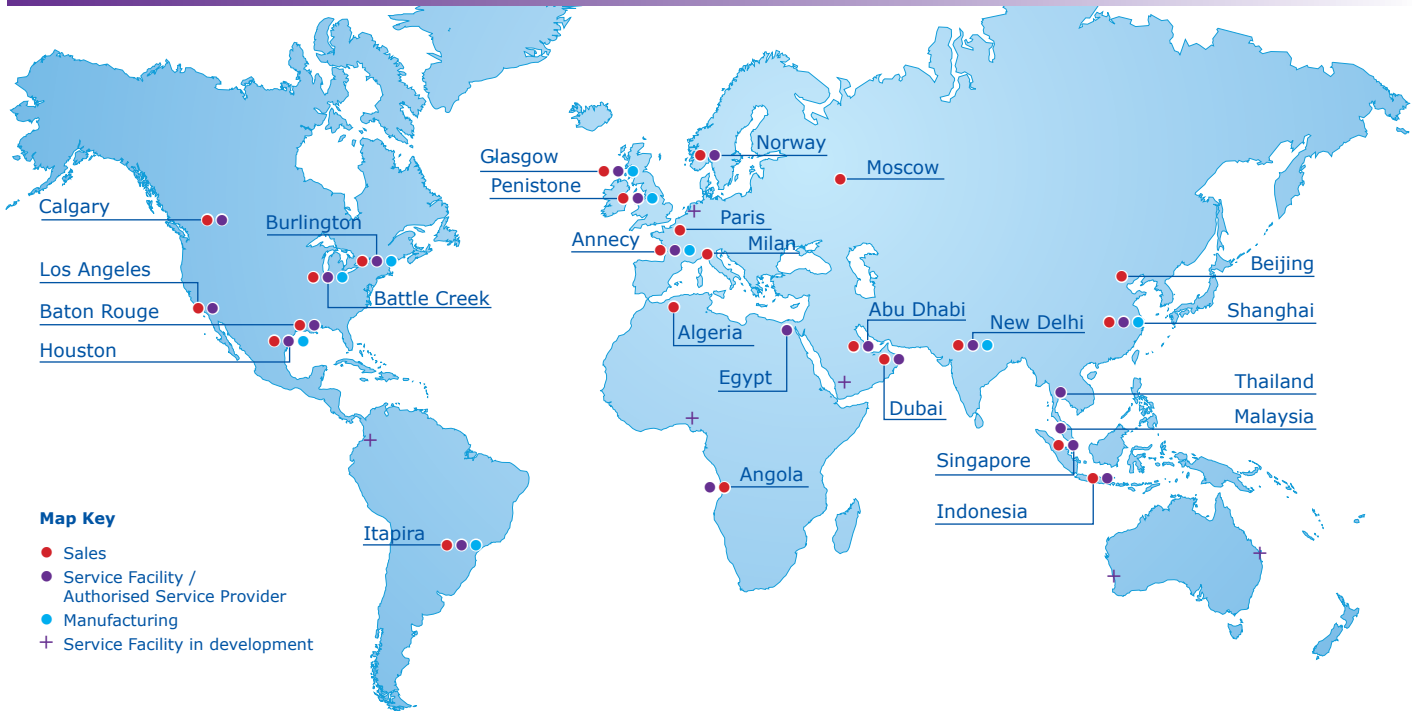 Glasgow
Norway
Moscow
Penistone
Calgary
Burlington
Paris
Annecy
Milan
Los Angeles
Battle Creek
Beijing
Baton Rouge
Algeria
Abu Dhabi
New Delhi
Shanghai
Houston
Egypt
Dubai
Thailand
Malaysia
Singapore
Angola
Indonesia
Itapira
Map Key
Sales
Service Facility /
Authorised Service Provider
Manufacturing
Service Facility in development